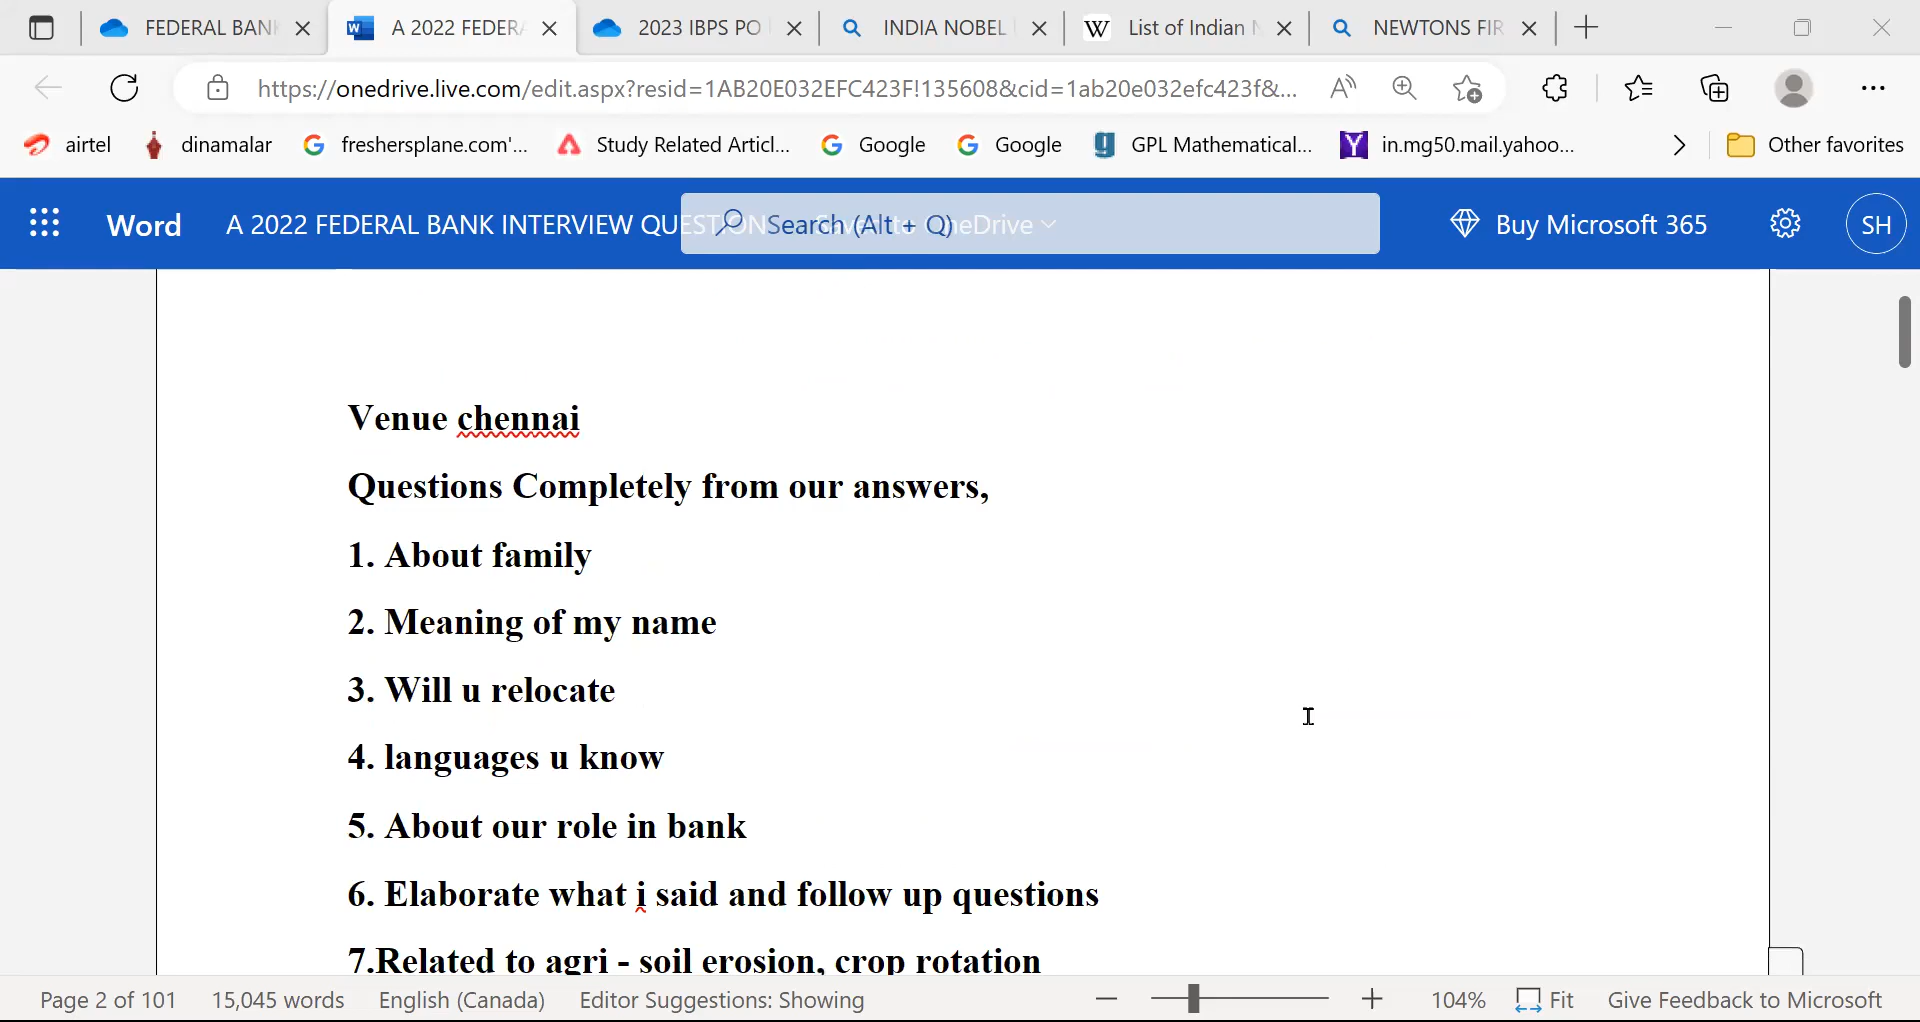 FEDERAL BAN
A 2022 FEDER
2023 IBPS PO
INDIA NOBEL
W List of Indian N
NEWTONS FIR
https://onedrive.live.com/edit.aspx?resid=1AB20E032EFC423F!135608&cid=1ab20e032efc423f&...
airtel dinamalar freshersplane.com'... Study Related Articl... Google Google GPL Mathematical... in.mg50.mail.yahoo... Other favorites
Word A 2022 FEDERAL BANK INTERVIEW QUESTIONS Search (Alt + Q) Buy Microsoft 365 SH
Venue chennai
Questions Completely from our answers,
1. About family
2. Meaning of my name
3. Will u relocate
4. languages u know
5. About our role in bank
6. Elaborate what i said and follow up questions
7.Related to agri - soil erosion, crop rotation
Page 2 of 101 15,045 words English (Canada) Editor Suggestions: Showing 104% Fit Give Feedback to Microsoft